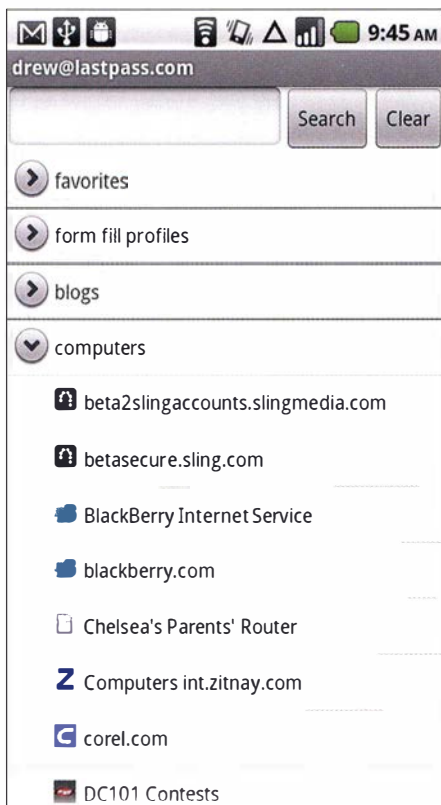 9:45 AM
drew@lastpass.com
Search Clear
favorites
form fill profiles
blogs
computers
beta2slingaccounts.slingmedia.com
betasecure.sling.com
BlackBerry Internet Service
blackberry.com
Chelsea's Parents' Router
Z Computers int.zitnay.com
corel.com
DC101 Contests